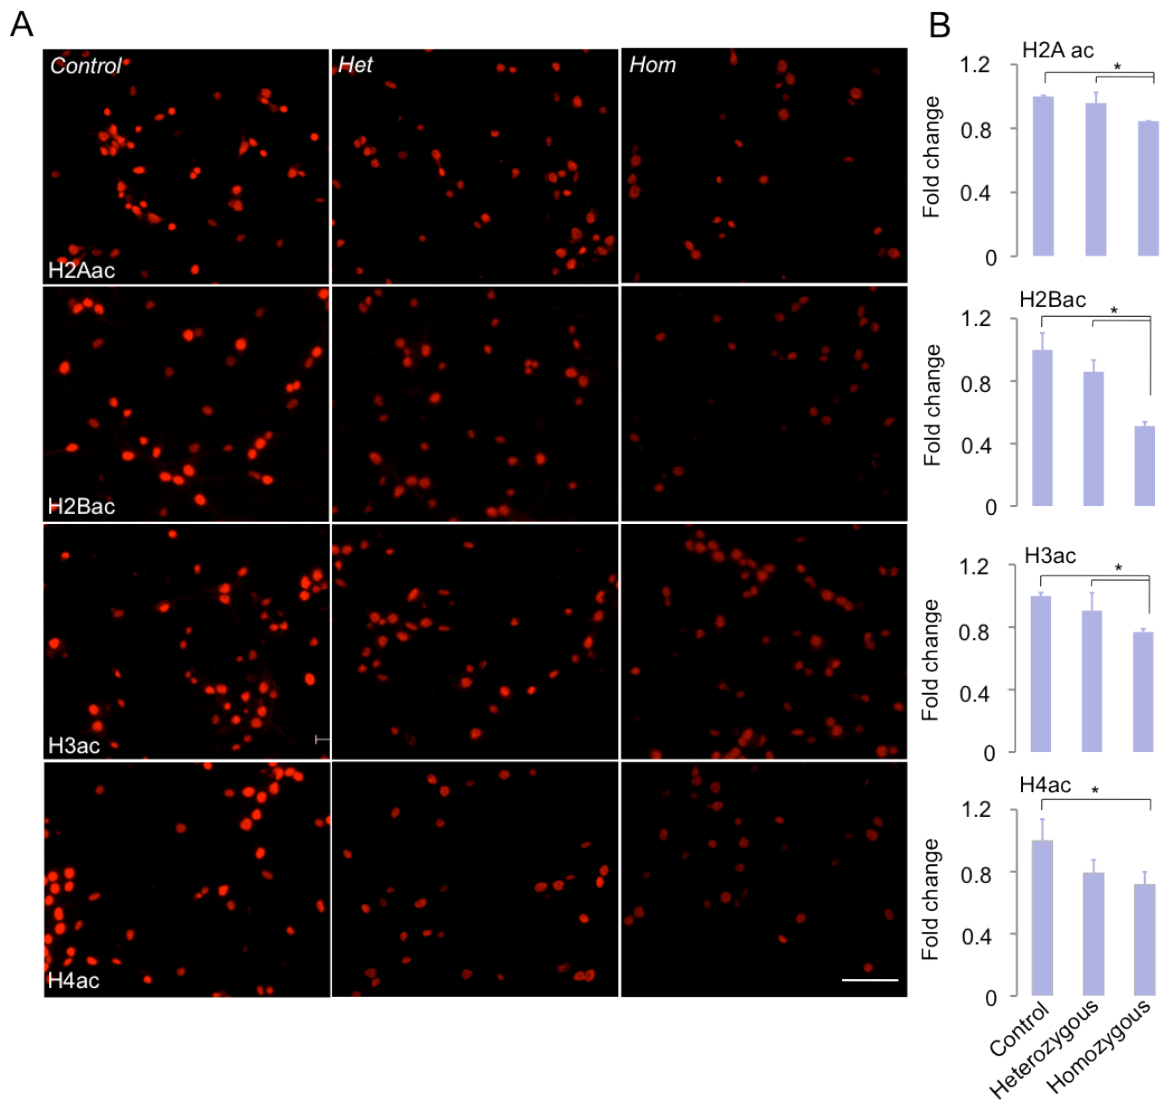 A
B
Control
Het
Hom
H2Aac
H2Bac
H3ac
H4ac
H2A ac
*
1.2
0.8
0.4
0
Fold change
H2Bac
*
1.2
0.8
0.4
0
Fold change
H3ac
*
1.2
0.8
0.4
0
Fold change
H4ac
*
1.2
0.8
0.4
0
Fold change
Control
Heterozygous
Homozygous